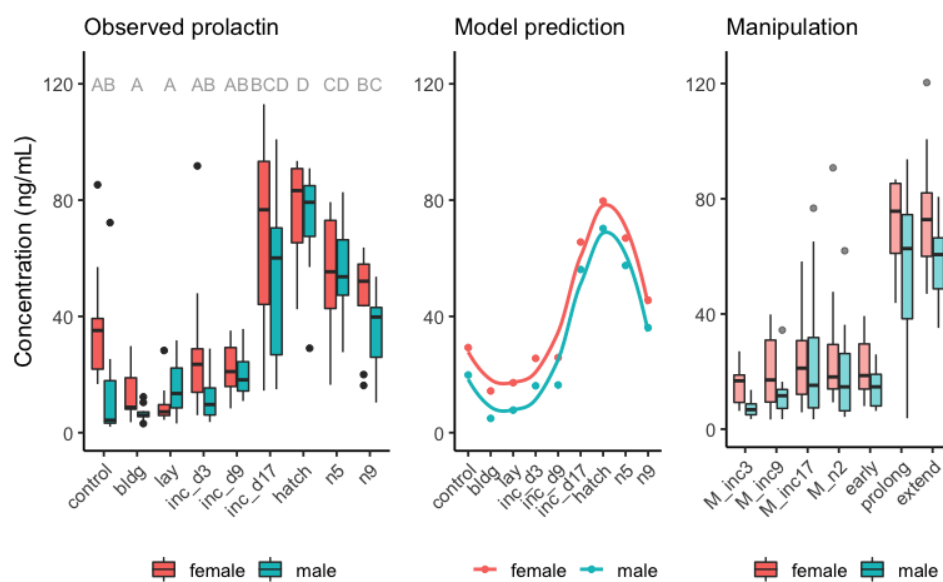 Observed prolactin
Model prediction
Manipulation
Concentration (ng/mL)
120
80
40
0
AB A A AB AB BCD D CD BC
control bldg lay inc_d3 inc_d9 inc_d17 hatch n5 n9
female male
120
80
40
0
control bldg lay inc_d3 inc_d9 inc_d17 hatch n5 n9
female male
120
80
40
0
M_inc3 M_inc9 M_inc17 M_n2 early prolong extend
female male